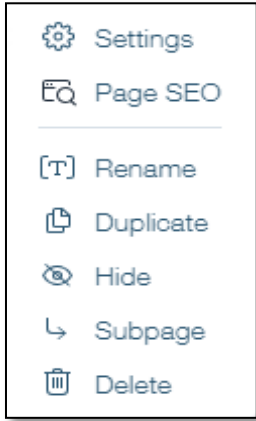 Settings
Page SEO
[T] Rename
Duplicate
Hide
Subpage
Delete